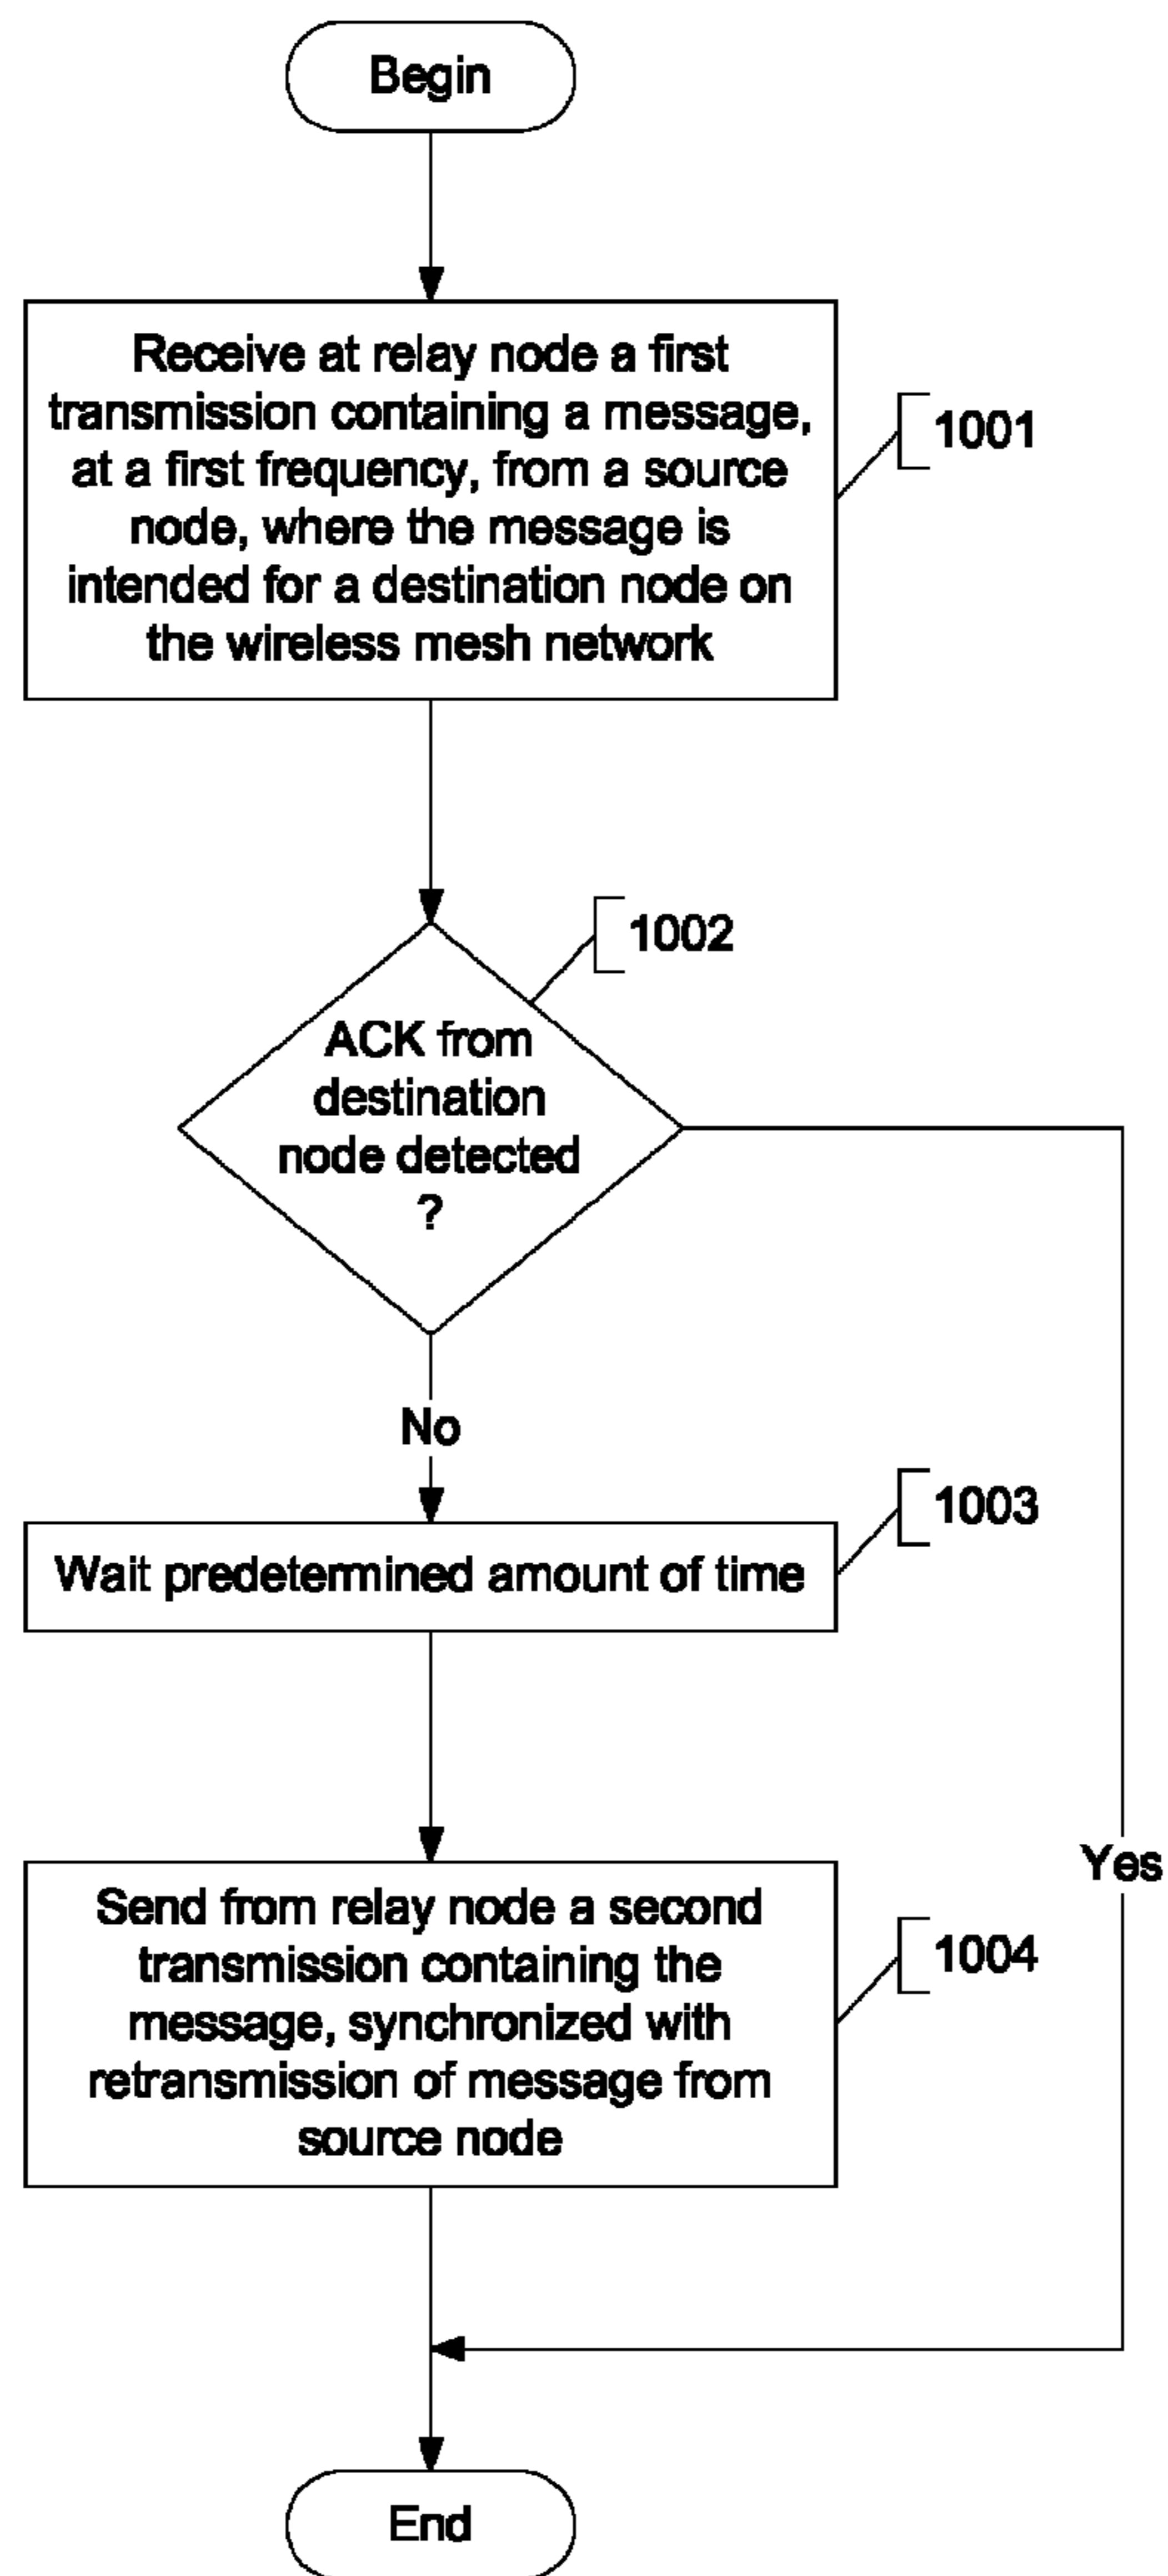 Begin
Receive at relay node a first
transmission containing a message,
at a first frequency, from a source
node, where the message is
intended for a destination node on
the wireless mesh network
1001
1002
ACK from
destination
node detected
?
No
1003
Wait predetermined amount of time
Yes
Send from relay node a second
transmission containing the
message, synchronized with
retransmission of message from
source node
1004
End